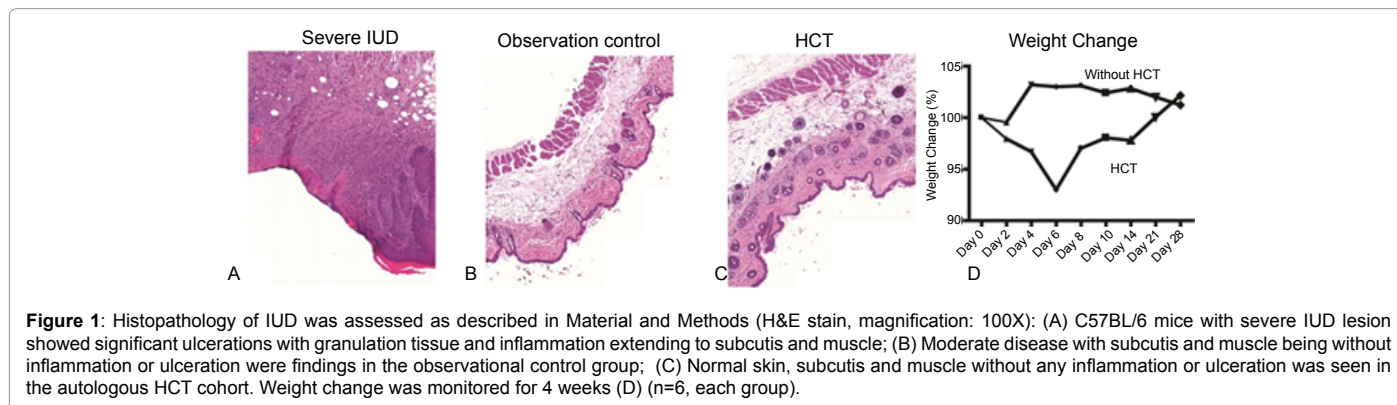 Severe IUD
Observation control
HCT
Weight Change
A
B
C
D
Weight Change (%)
105
100
95
90
Without HCT
HCT
Day 0
Day 2
Day 4
Day 6
Day 8
Day 10
Day 14
Day 21
Day 28
Figure 1: Histopathology of IUD was assessed as described in Material and Methods (H&E stain, magnification: 100X): (A) C57BL/6 mice with severe IUD lesion
showed significant ulcerations with granulation tissue and inflammation extending to subcutis and muscle; (B) Moderate disease with subcutis and muscle being without
inflammation or ulceration were findings in the observational control group; (C) Normal skin, subcutis and muscle without any inflammation or ulceration was seen in
the autologous HCT cohort. Weight change was monitored for 4 weeks (D) (n=6, each group).